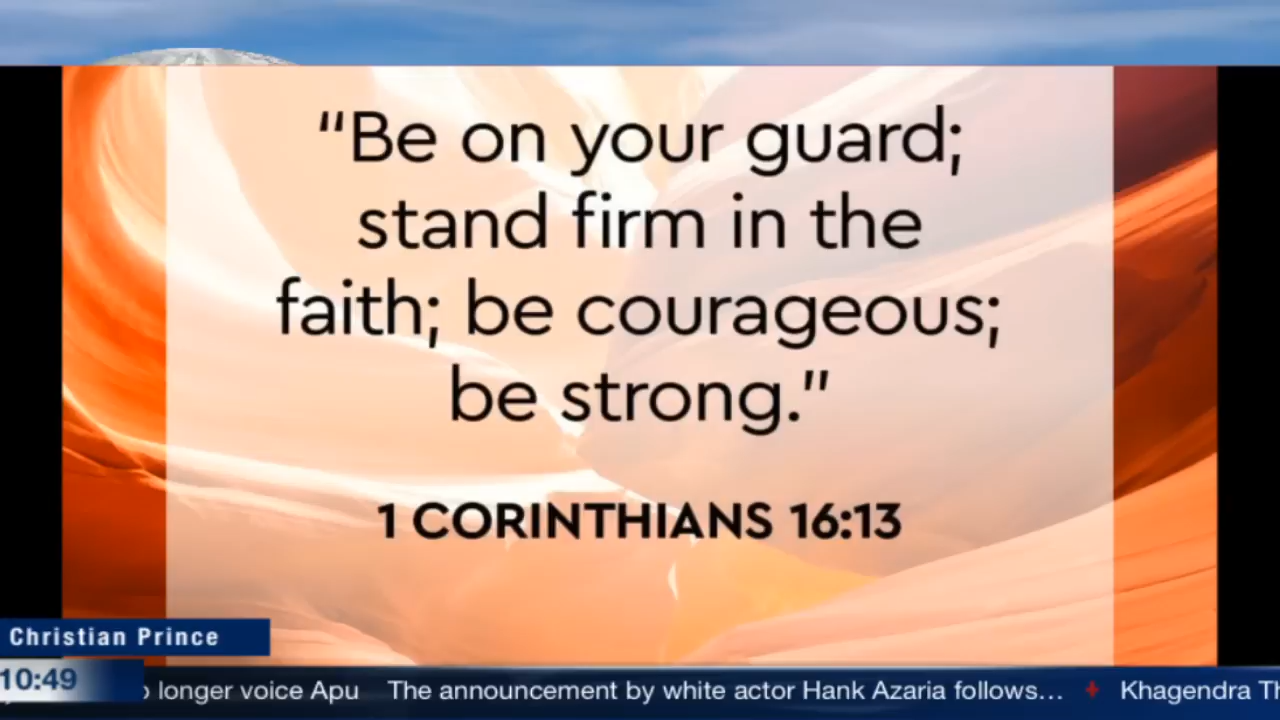 “Be on your guard;
stand firm in the
faith; be courageous;
be strong.”
1 CORINTHIANS 16:13
Christian Prince
10:49
longer voice Apu The announcement by white actor Hank Azaria follows... Khagendra